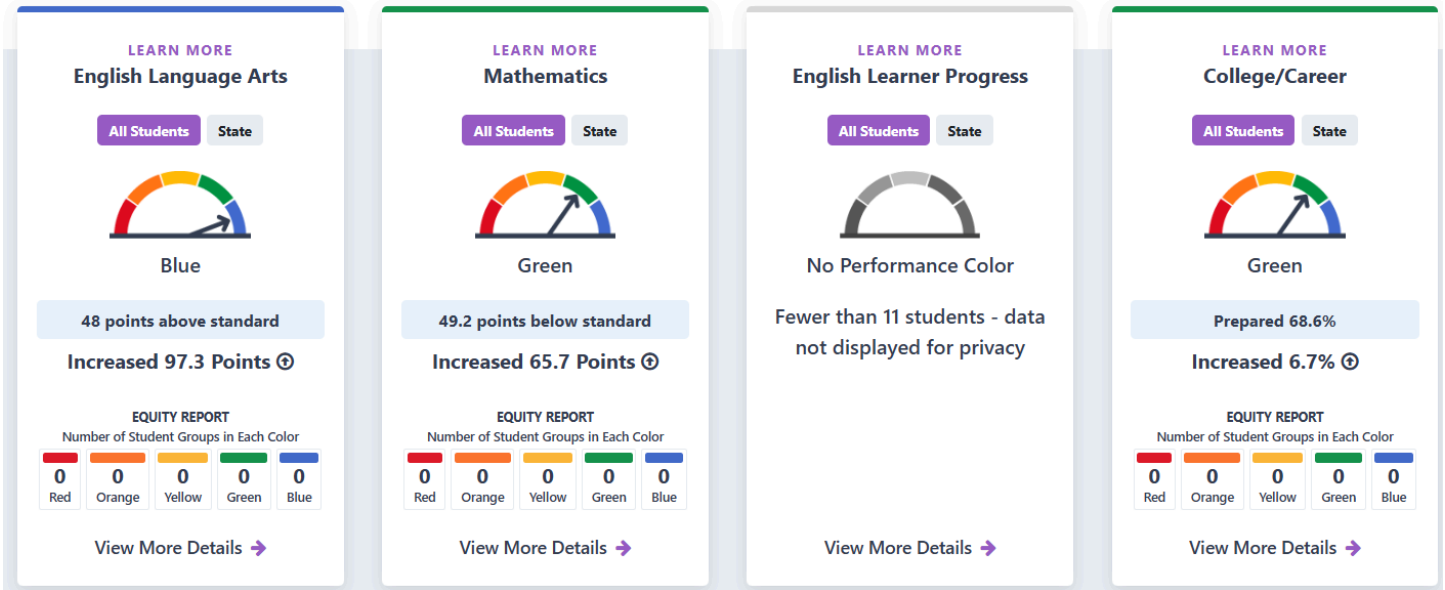 LEARN MORE
English Language Arts
All Students State
Blue
48 points above standard
Increased 97.3 Points
EQUITY REPORT
Number of Student Groups in Each Color
0 0 0 0 0
Red Orange Yellow Green Blue
View More Details
LEARN MORE
Mathematics
All Students State
Green
49.2 points below standard
Increased 65.7 Points
EQUITY REPORT
Number of Student Groups in Each Color
0 0 0 0 0
Red Orange Yellow Green Blue
View More Details
LEARN MORE
English Learner Progress
All Students State
No Performance Color
Fewer than 11 students - data
not displayed for privacy
View More Details
LEARN MORE
College/Career
All Students State
Green
Prepared 68.6%
Increased 6.7%
EQUITY REPORT
Number of Student Groups in Each Color
0 0 0 0 0
Red Orange Yellow Green Blue
View More Details